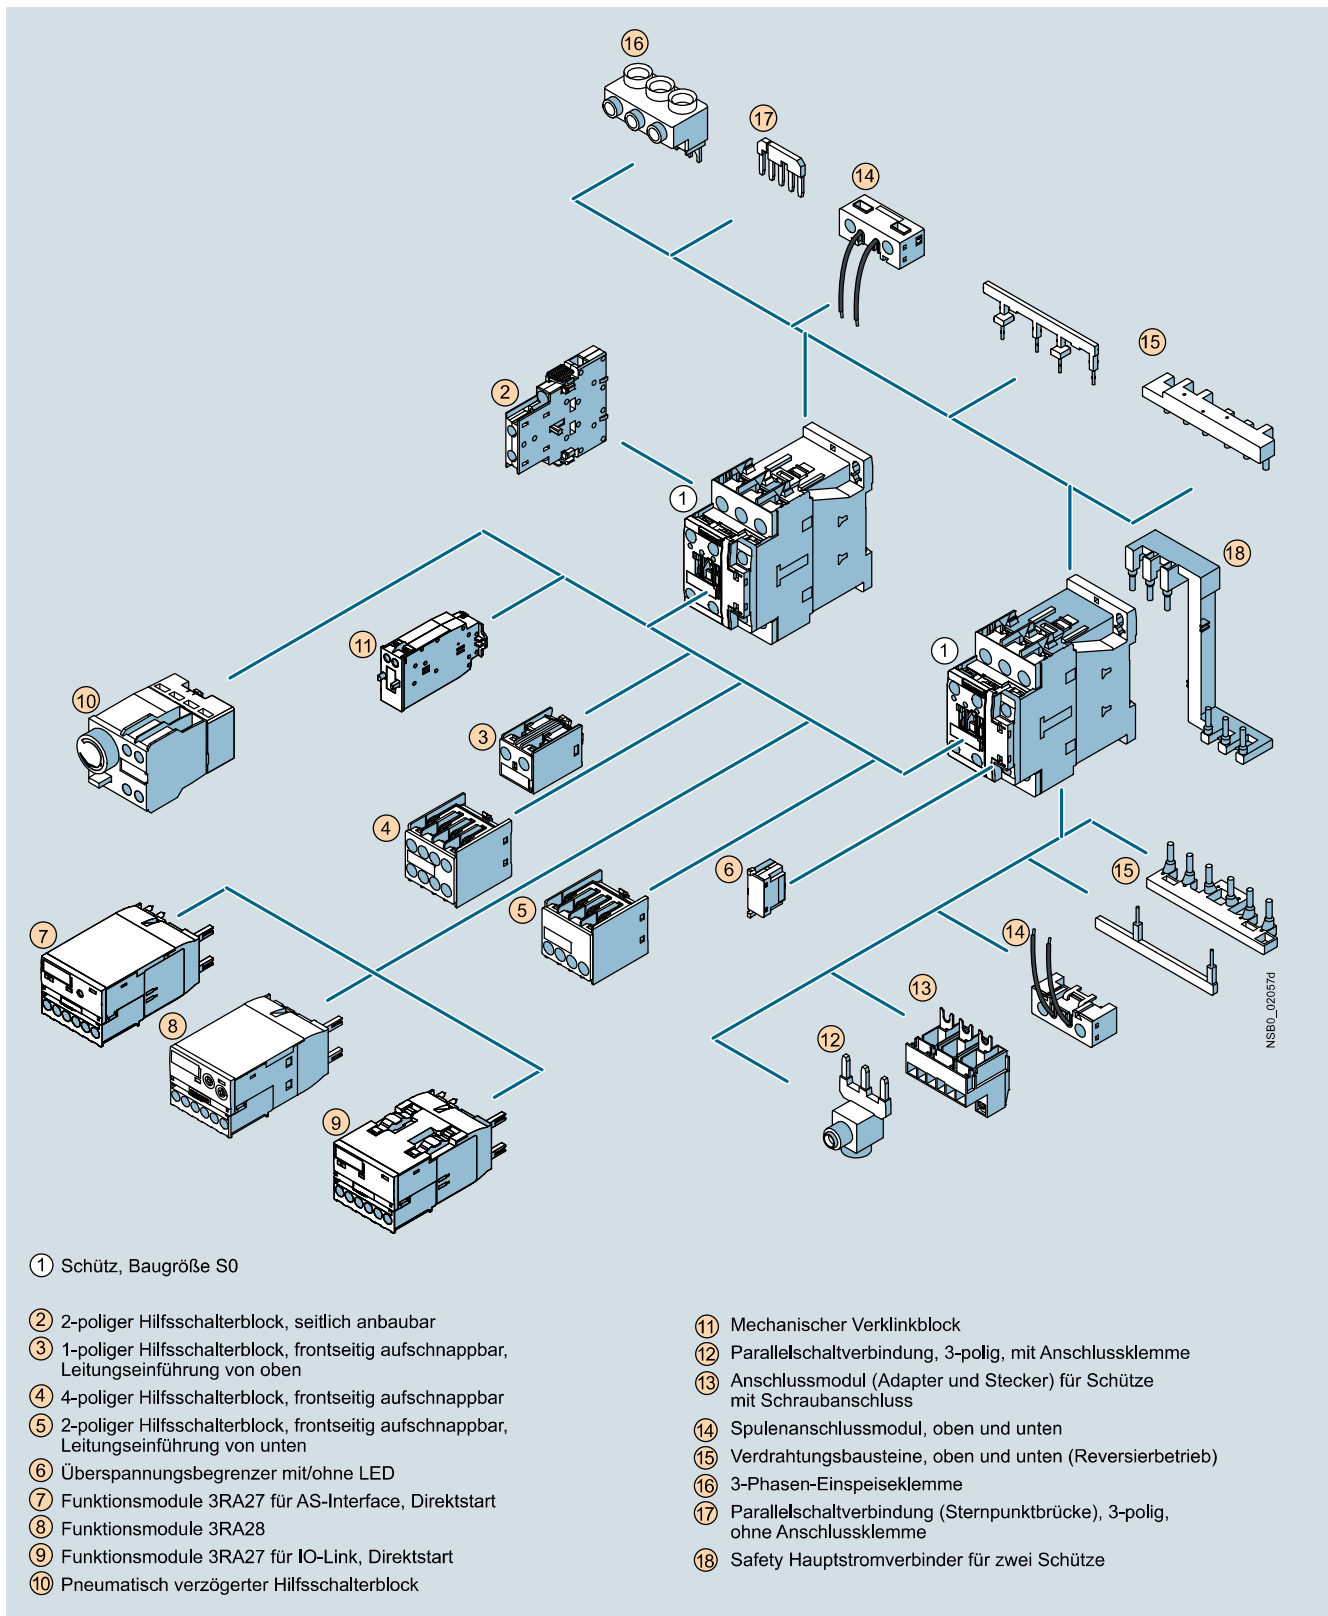 16
17
14
15
2
1
18
11
1
10
3
4
6
15
5
14
7
13
8
12
9
NSB0_02057d
1 Schütz, Baugröße S0
2 2-poliger Hilfsschalterblock, seitlich anbaubar
3 1-poliger Hilfsschalterblock, frontseitig aufschnappbar,
Leitungseinführung von oben
4 4-poliger Hilfsschalterblock, frontseitig aufschnappbar
5 2-poliger Hilfsschalterblock, frontseitig aufschnappbar,
Leitungseinführung von unten
6 Überspannungsbegrenzer mit/ohne LED
7 Funktionsmodule 3RA27 für AS-Interface, Direktstart
8 Funktionsmodule 3RA28
9 Funktionsmodule 3RA27 für IO-Link, Direktstart
10 Pneumatisch verzögerter Hilfsschalterblock
11 Mechanischer Verklinkblock
12 Parallelschaltverbindung, 3-polig, mit Anschlussklemme
13 Anschlussmodul (Adapter und Stecker) für Schütze
mit Schraubanschluss
14 Spulenanschlussmodul, oben und unten
15 Verdrahtungsbausteine, oben und unten (Reversierbetrieb)
16 3-Phasen-Einspeiseklemme
17 Parallelschaltverbindung (Sternpunktbrücke), 3-polig,
ohne Anschlussklemme
18 Safety Hauptstromverbinder für zwei Schütze